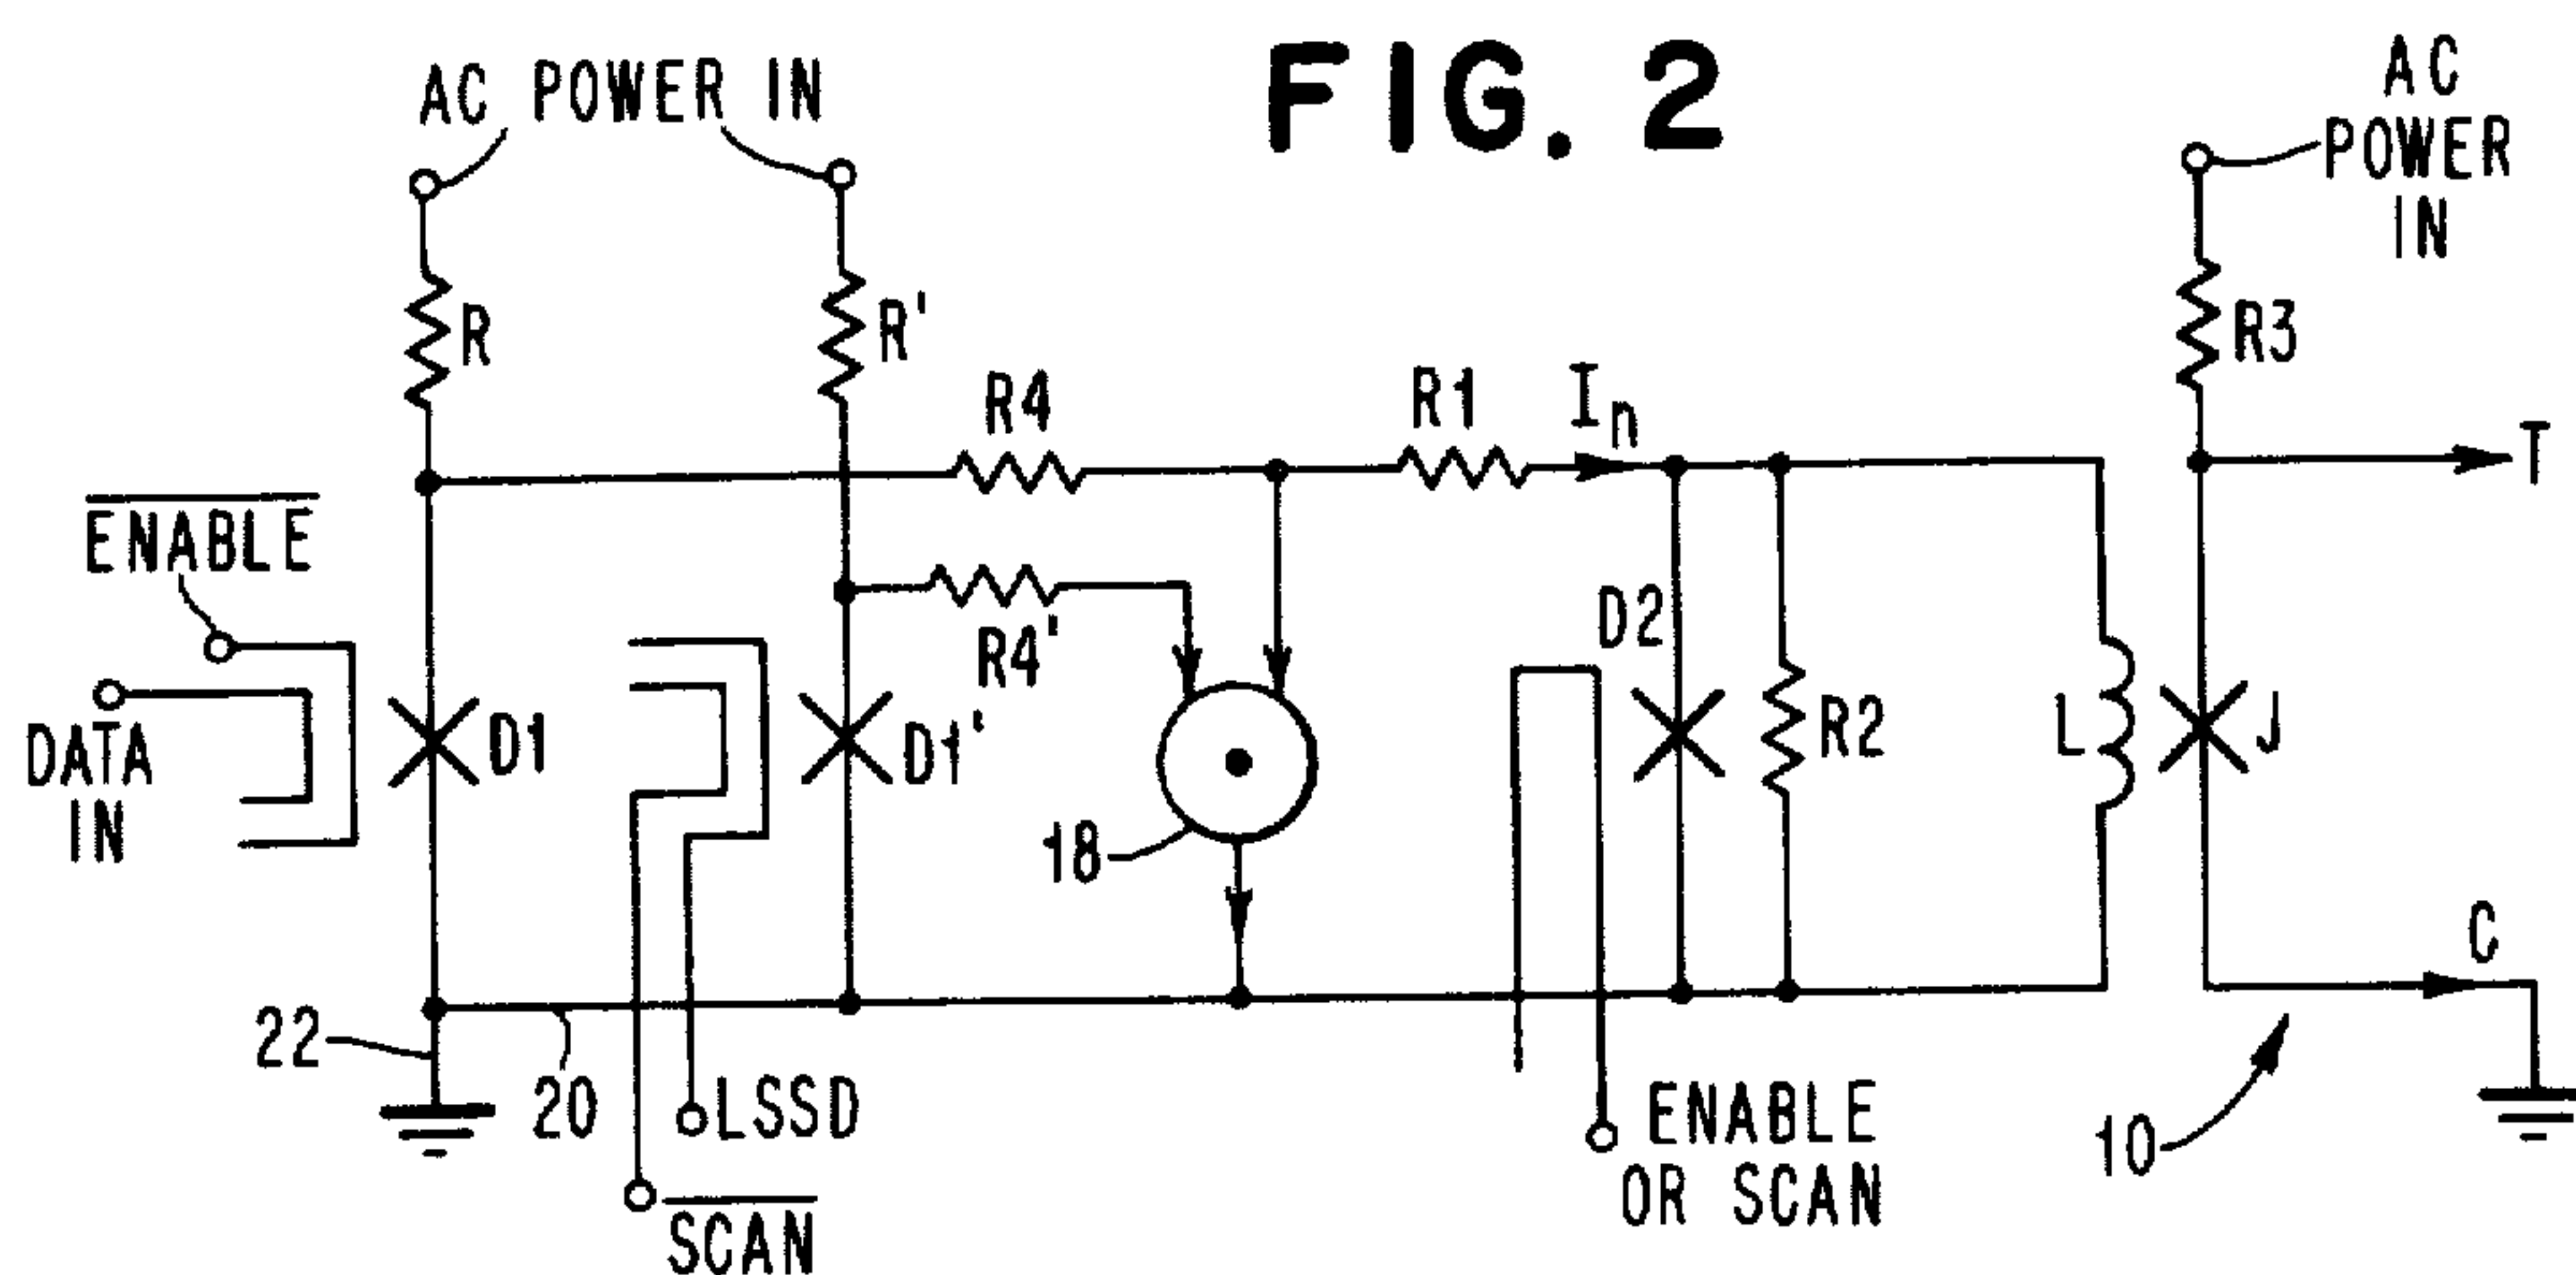 FIG. 2
AC POWER IN
AC
POWER
IN
R
R'
R3
R4
R1
In
T
ENABLE
R4'
D2
DATA
IN
D1
D1'
R2
L
J
18
C
22
20
LSSD
ENABLE
OR SCAN
10
SCAN